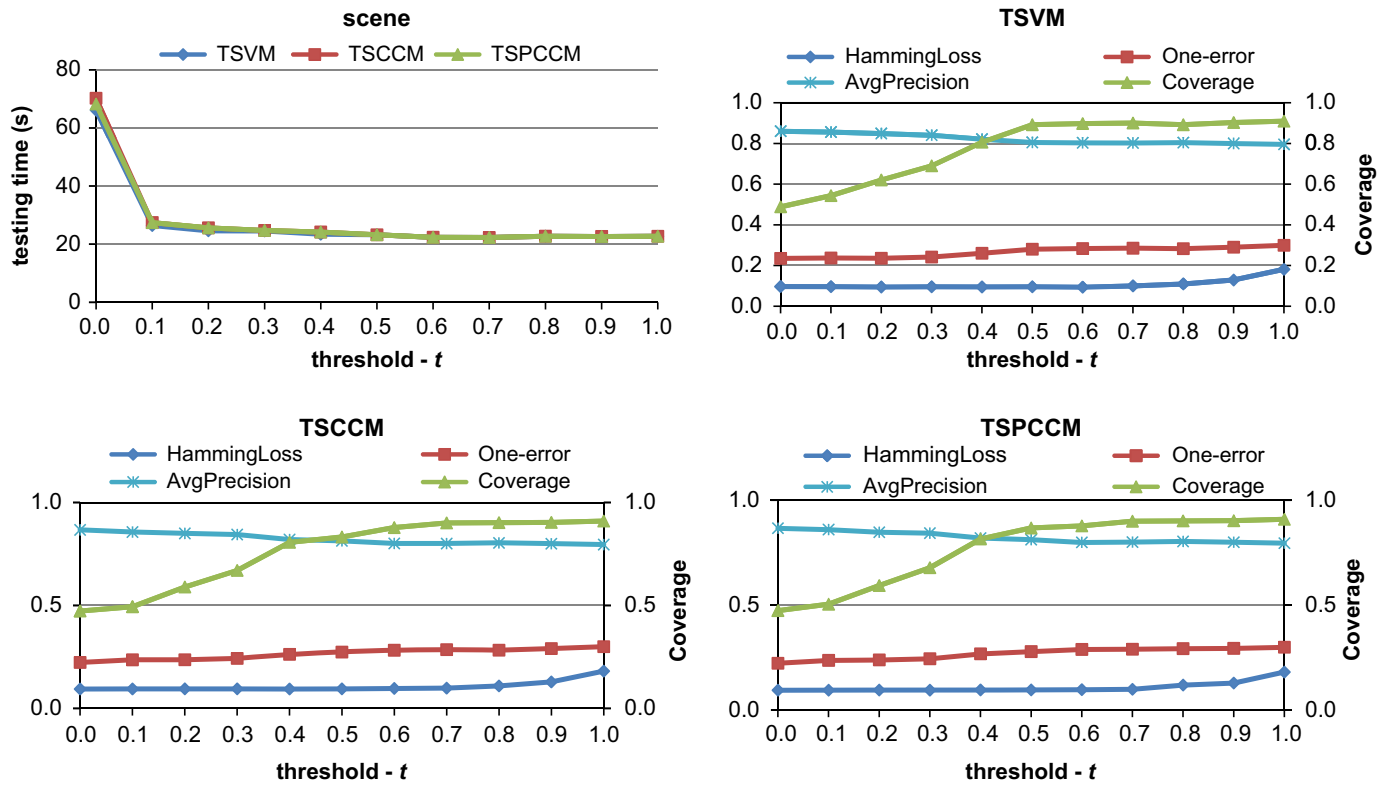 scene
TSVM TSCCM TSPCCM
80
60
40
20
0
testing time (s)
0.0 0.1 0.2 0.3 0.4 0.5 0.6 0.7 0.8 0.9 1.0
threshold - t
TSVM
HammingLoss One-error
AvgPrecision Coverage
1.0 1.0
0.8 0.8
0.6 0.6
0.4 0.4
0.2 0.2
0.0 0.0
Coverage
0.0 0.1 0.2 0.3 0.4 0.5 0.6 0.7 0.8 0.9 1.0
threshold - t
TSCCM
HammingLoss One-error
AvgPrecision Coverage
1.0 1.0
0.5 0.5
0.0 0.0
Coverage
0.0 0.1 0.2 0.3 0.4 0.5 0.6 0.7 0.8 0.9 1.0
threshold - t
TSPCCM
HammingLoss One-error
AvgPrecision Coverage
1.0 1.0
0.5 0.5
0.0 0.0
Coverage
0.0 0.1 0.2 0.3 0.4 0.5 0.6 0.7 0.8 0.9 1.0
threshold - t